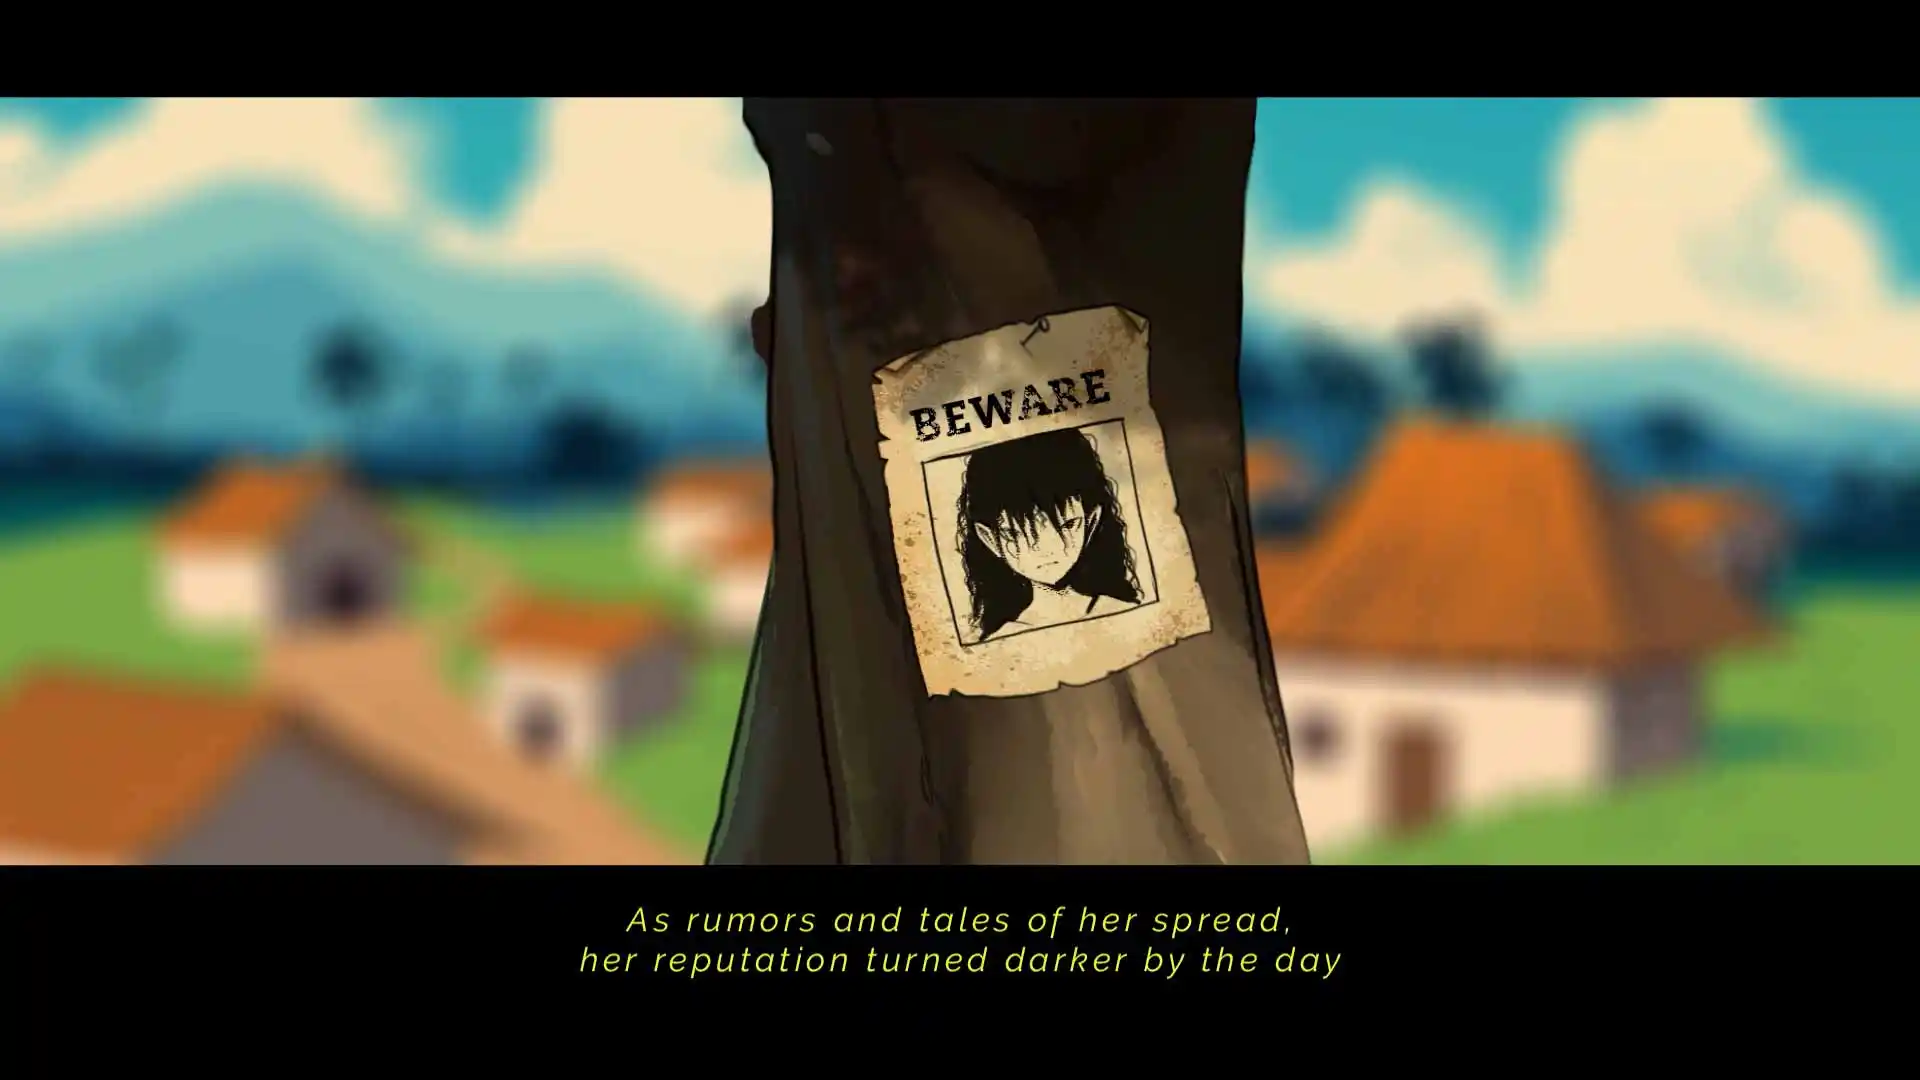 BEWARE
As rumors and tales of her spread,
her reputation turned darker by the day